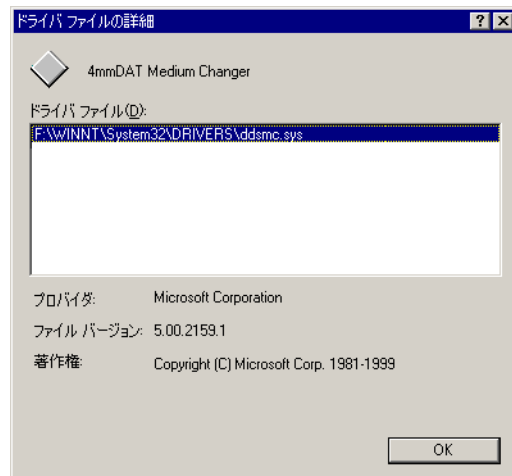 ドライバ ファイルの詳細
4mmDAT Medium Changer
ドライバ ファイル(D):
F:\WINNT\System32\DRIVERS\ddsmc.sys
プロバイダ: Microsoft Corporation
ファイル バージョン: 5.00.2159.1
著作権: Copyright (C) Microsoft Corp. 1981-1999
OK